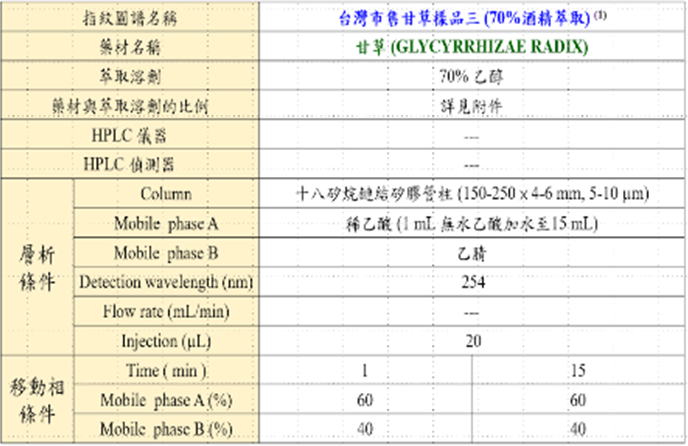 指紋圖譜名稱 台灣市售甘草樣品三 (70%酒精萃取) (1)
藥材名稱 甘草 (GLYCYRRHIZAE RADIX)
萃取溶劑 70% 乙醇
藥材與萃取溶劑的比例 詳見附件
HPLC 儀器 ---
HPLC 偵測器 ---
層析條件
Column 十八矽烷鏈結矽膠管柱 (150-250 x 4-6 mm, 5-10 µm)
Mobile phase A 稀乙酸 (1 mL 無水乙酸加水至15 mL)
Mobile phase B 乙腈
Detection wavelength (nm) 254
Flow rate (mL/min) ---
Injection (µL) 20
移動相條件
Time ( min ) 1 15
Mobile phase A (%) 60 60
Mobile phase B (%) 40 40